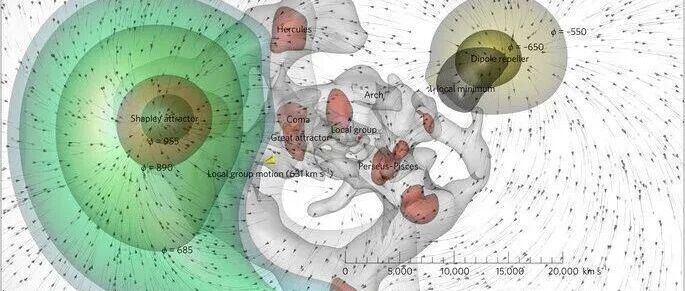 Hercules
ϕ = -550
ϕ = -650
Dipole repeller
local minimum
Arch
Shapley attractor
Coma
Local group
Great attractor
ϕ = 955
ϕ = 890
Perseus-Pisces
Local group motion (631 km s⁻¹)
ϕ = 685
0 5,000 10,000 15,000 20,000 km s⁻¹